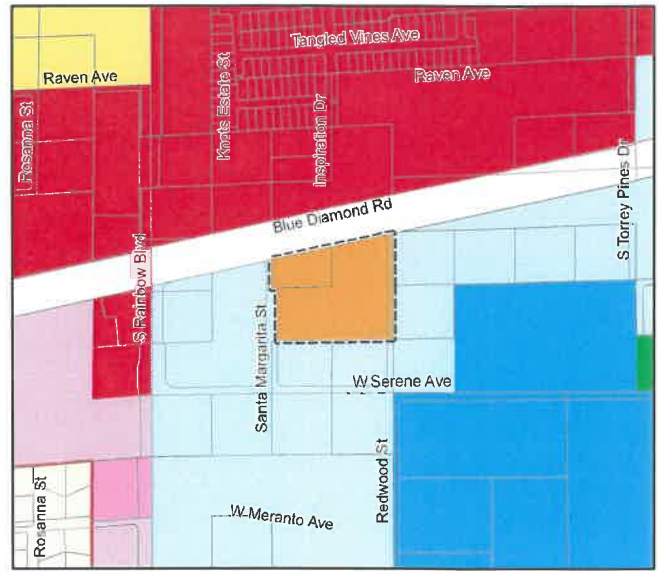 Tangled Vines Ave
Raven Ave
Raven Ave
Rosanna St
Knots Estate St
Inspiration Dr
Blue Diamond Rd
S Torrey Pines Dr
S Rainbow Blvd
Santa Margarita St
W Serene Ave
Redwood St
Rosanna St
W Meranto Ave